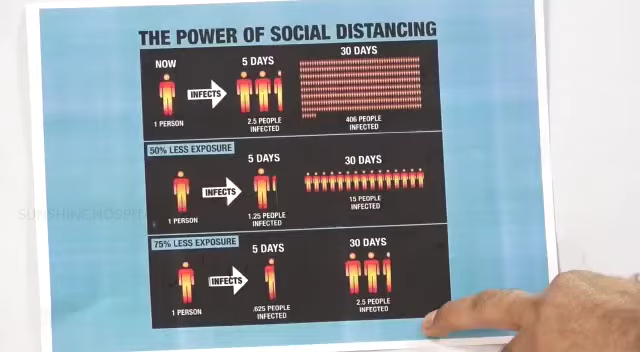 THE POWER OF SOCIAL DISTANCING
NOW
5 DAYS
30 DAYS
INFECTS
1 PERSON
2.5 PEOPLE
INFECTED
406 PEOPLE
INFECTED
50% LESS EXPOSURE
5 DAYS
30 DAYS
INFECTS
1 PERSON
1.25 PEOPLE
INFECTED
15 PEOPLE
INFECTED
75% LESS EXPOSURE
5 DAYS
30 DAYS
INFECTS
1 PERSON
.625 PEOPLE
INFECTED
2.5 PEOPLE
INFECTED